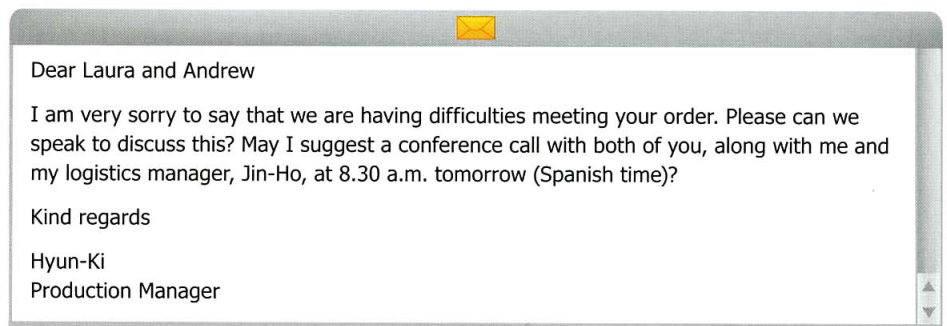 Dear Laura and Andrew
I am very sorry to say that we are having difficulties meeting your order. Please can we
speak to discuss this? May I suggest a conference call with both of you, along with me and
my logistics manager, Jin-Ho, at 8.30 a.m. tomorrow (Spanish time)?
Kind regards
Hyun-Ki
Production Manager